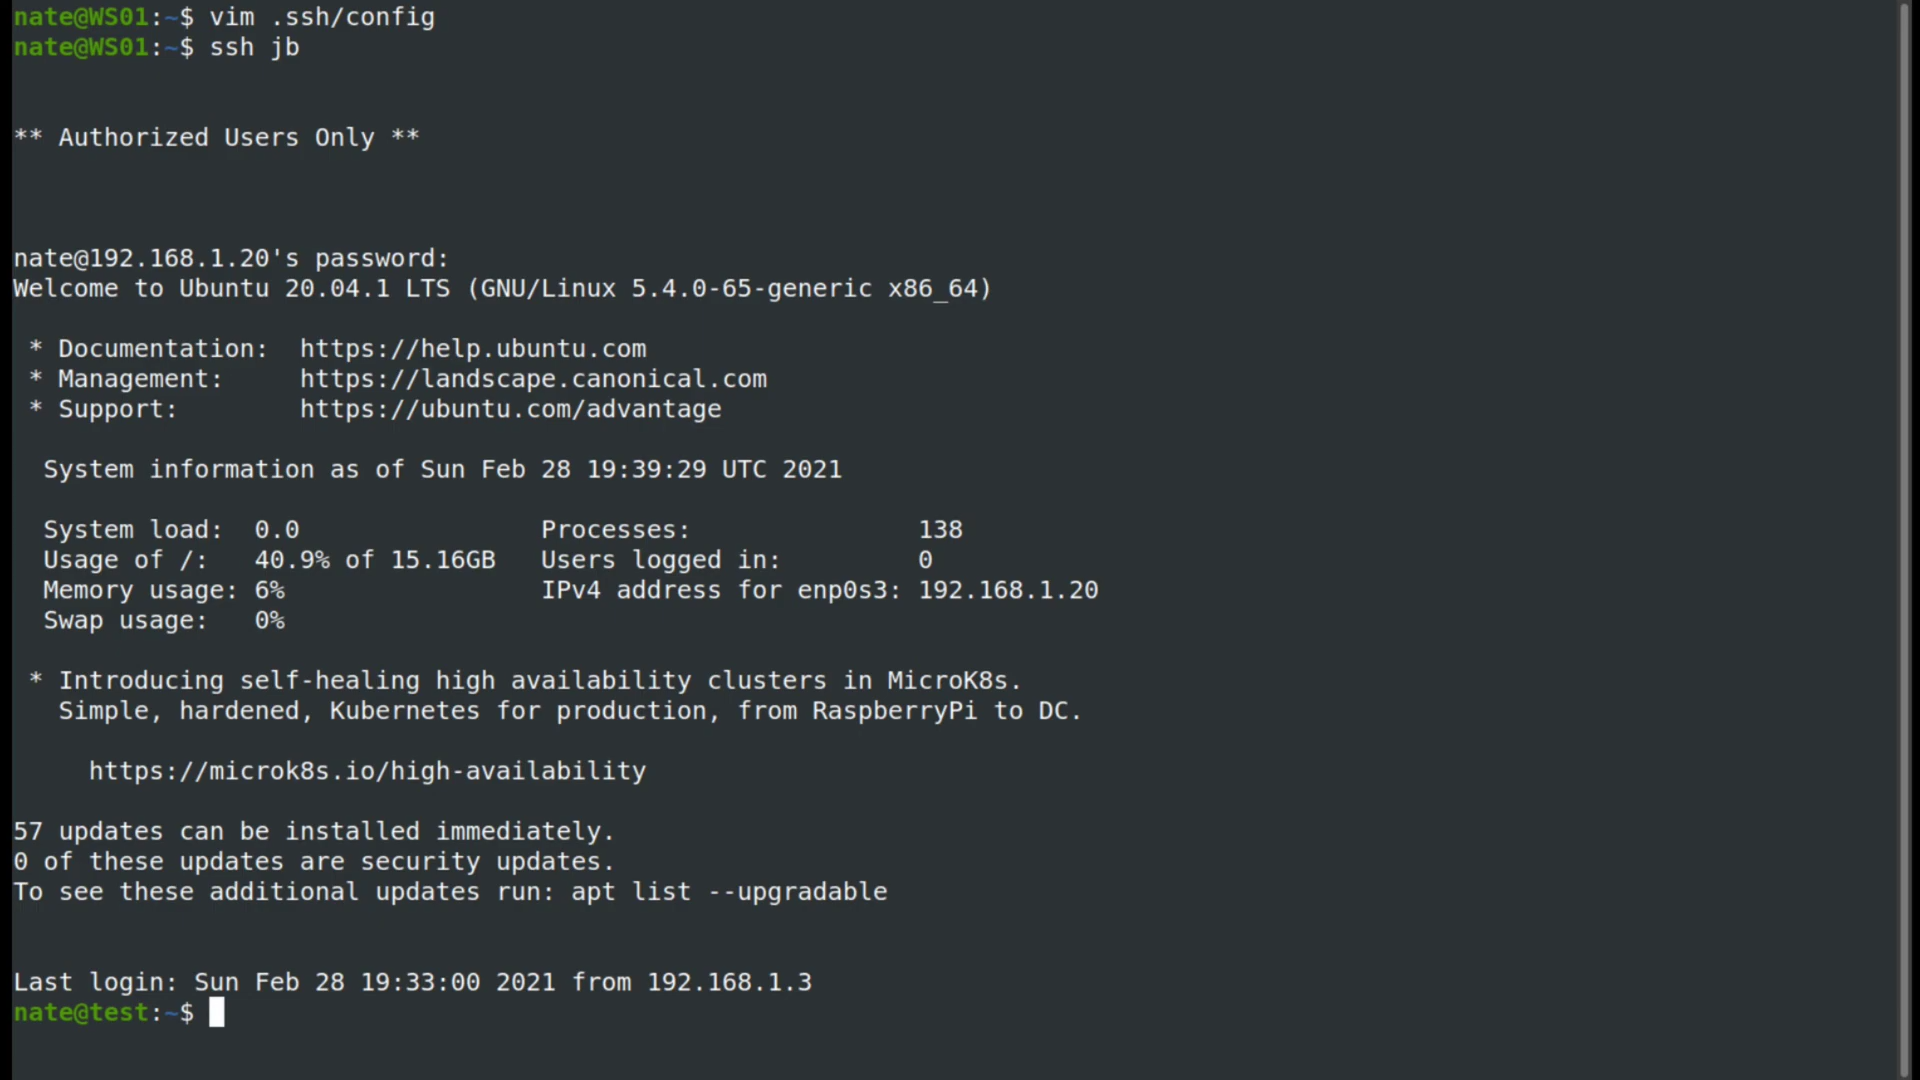 nate@WS01:~$ vim .ssh/config
nate@WS01:~$ ssh jb
** Authorized Users Only **
nate@192.168.1.20's password:
Welcome to Ubuntu 20.04.1 LTS (GNU/Linux 5.4.0-65-generic x86_64)
 * Documentation:  https://help.ubuntu.com
 * Management:     https://landscape.canonical.com
 * Support:        https://ubuntu.com/advantage
  System information as of Sun Feb 28 19:39:29 UTC 2021
  System load:  0.0                Processes:               138
  Usage of /:   40.9% of 15.16GB   Users logged in:         0
  Memory usage: 6%                 IPv4 address for enp0s3: 192.168.1.20
  Swap usage:   0%
 * Introducing self-healing high availability clusters in MicroK8s.
   Simple, hardened, Kubernetes for production, from RaspberryPi to DC.
     https://microk8s.io/high-availability
57 updates can be installed immediately.
0 of these updates are security updates.
To see these additional updates run: apt list --upgradable
Last login: Sun Feb 28 19:33:00 2021 from 192.168.1.3
nate@test:~$